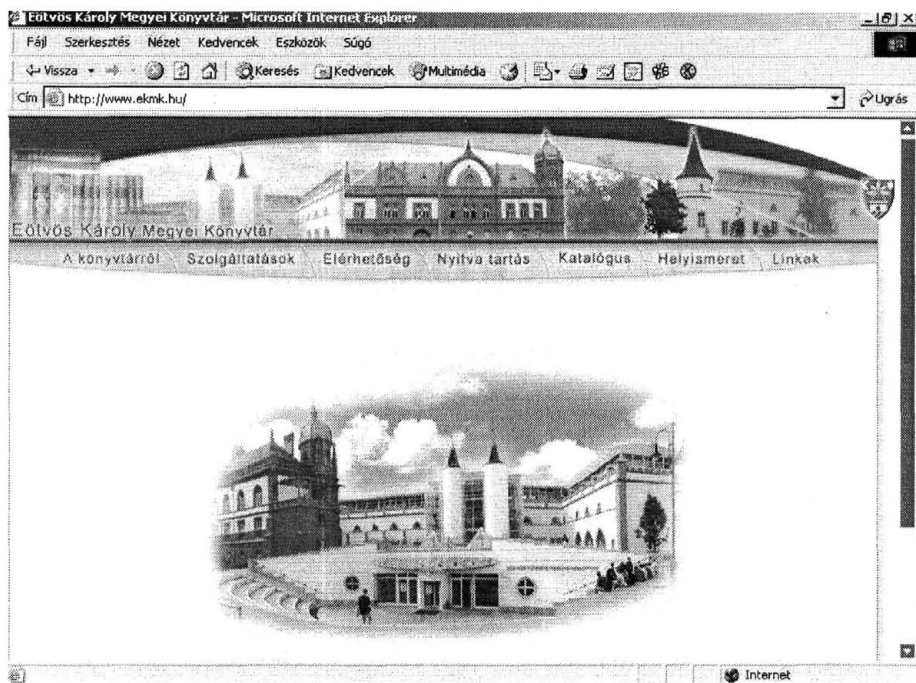 Eötvös Károly Megyei Könyvtár - Microsoft Internet Explorer
Fájl Szerkesztés Nézet Kedvencek Eszközök Súgó
Vissza Keresés Kedvencek Multimédia
Cím http://www.ekmk.hu/ Ugrás
Eötvös Károly Megyei Könyvtár
A könyvtárról Szolgáltatások Elérhetőség Nyitva tartás Katalógus Helyismeret Linkek
Internet